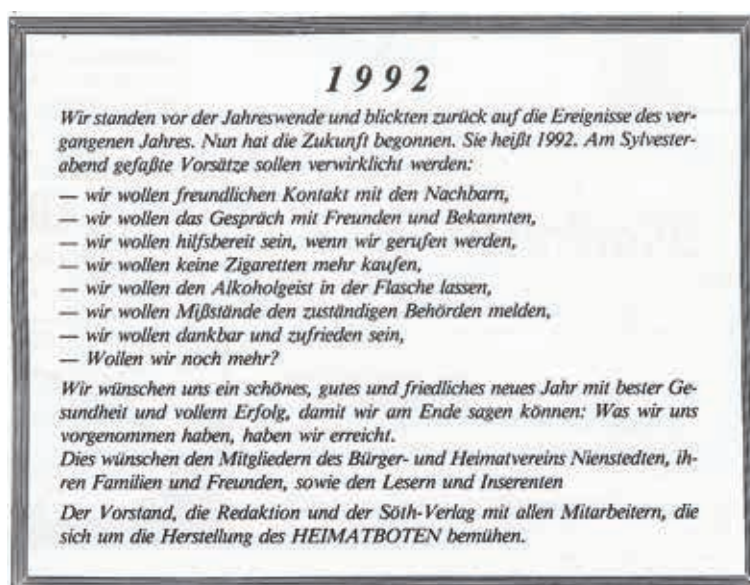 1992
Wir standen vor der Jahreswende und blickten zurück auf die Ereignisse des ver-
gangenen Jahres. Nun hat die Zukunft begonnen. Sie heißt 1992. Am Sylvester-
abend gefaßte Vorsätze sollen verwirklicht werden:
— wir wollen freundlichen Kontakt mit den Nachbarn,
— wir wollen das Gespräch mit Freunden und Bekannten,
— wir wollen hilfsbereit sein, wenn wir gerufen werden,
— wir wollen keine Zigaretten mehr kaufen,
— wir wollen den Alkoholgeist in der Flasche lassen,
— wir wollen Mißstände den zuständigen Behörden melden,
— wir wollen dankbar und zufrieden sein,
— Wollen wir noch mehr?
Wir wünschen uns ein schönes, gutes und friedliches neues Jahr mit bester Ge-
sundheit und vollem Erfolg, damit wir am Ende sagen können: Was wir uns
vorgenommen haben, haben wir erreicht.
Dies wünschen den Mitgliedern des Bürger- und Heimatvereins Nienstedten, ih-
ren Familien und Freunden, sowie den Lesern und Inserenten
Der Vorstand, die Redaktion und der Söth-Verlag mit allen Mitarbeitern, die
sich um die Herstellung des HEIMATBOTEN bemühen.